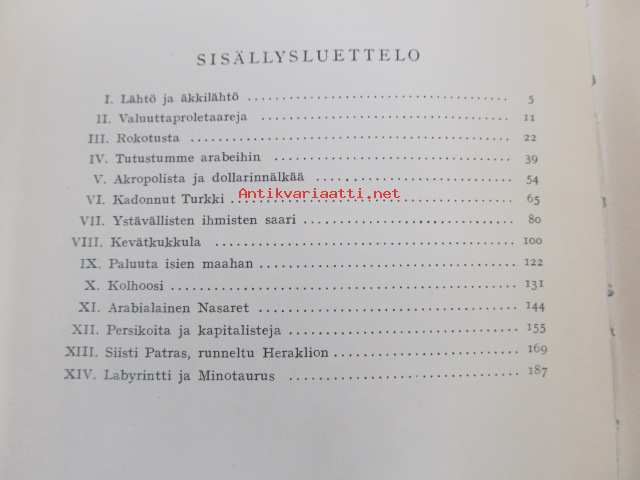 SISÄLLYSLUETTELO
I. Lähtö ja äkkilähtö 5
II. Valuuttaproletaareja 11
III. Rokotusta 22
IV. Tutustumme arabeihin 39
V. Akropolista ja dollarinnälkää 54
Antikvariaatti.net
VI. Kadonnut Turkki 65
VII. Ystävällisten ihmisten saari 80
VIII. Kevätkukkula 100
IX. Paluuta isien maahan 122
X. Kolhoosi 131
XI. Arabialainen Nasaret 144
XII. Persikoita ja kapitalisteja 155
XIII. Siisti Patras, runneltu Heraklion 169
XIV. Labyrintti ja Minotaurus 187